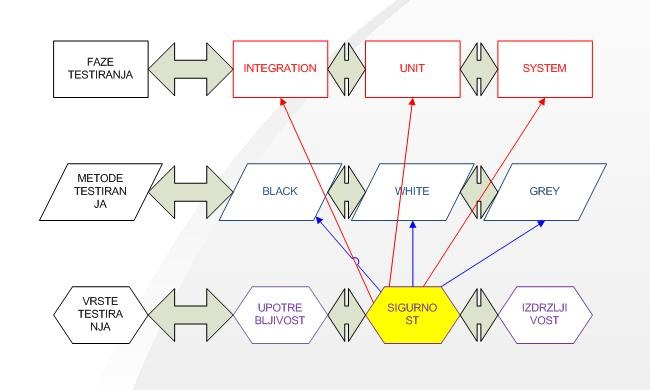 FAZE
TESTIRANJA
INTEGRATION
UNIT
SYSTEM
METODE
TESTIRAN
JA
BLACK
WHITE
GREY
VRSTE
TESTIRA
NJA
UPOTRE
BLJIVOST
SIGURNO
ST
IZDRZLJI
VOST